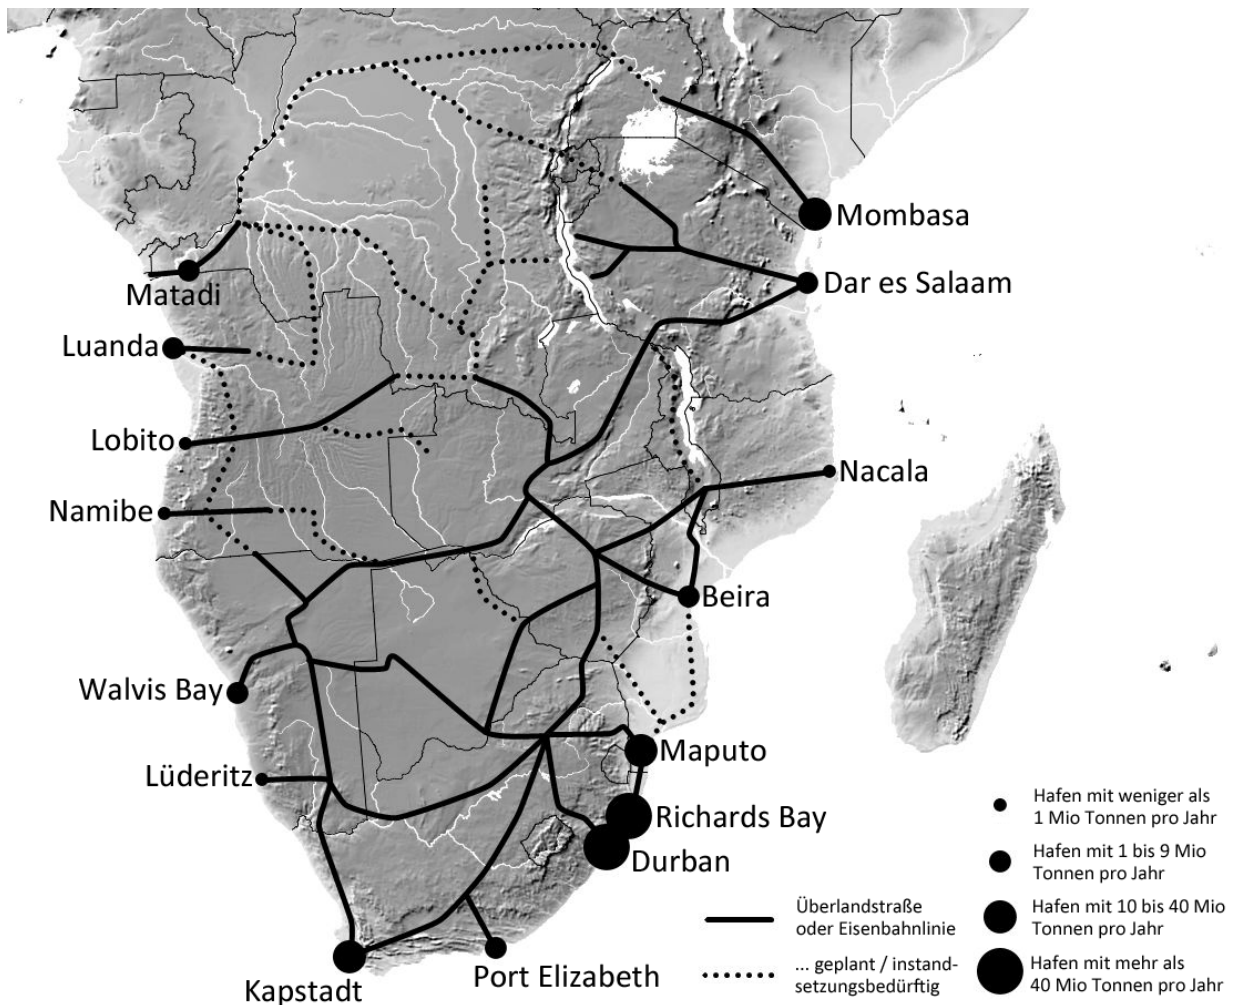 Mombasa
Dar es Salaam
Matadi
Luanda
Lobito
Nacala
Namibe
Beira
Walvis Bay
Maputo
Lüderitz
Richards Bay
Durban
Port Elizabeth
Kapstadt
Hafen mit weniger als
1 Mio Tonnen pro Jahr
Hafen mit 1 bis 9 Mio
Tonnen pro Jahr
Hafen mit 10 bis 40 Mio
Tonnen pro Jahr
Hafen mit mehr als
40 Mio Tonnen pro Jahr
Überlandstraße
oder Eisenbahnlinie
... geplant / instand-
setzungsbedürftig